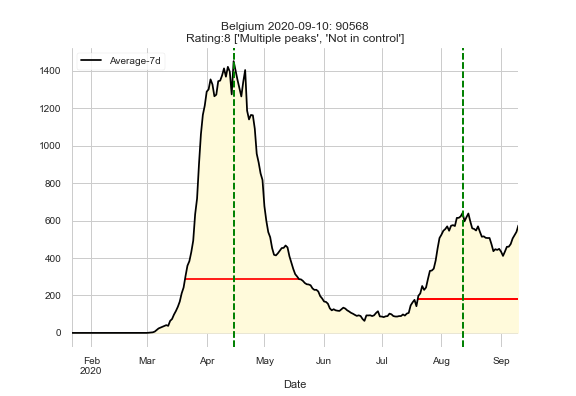 Belgium 2020-09-10: 90568
Rating:8 ['Multiple peaks', 'Not in control']
Average-7d
1400
1200
1000
800
600
400
200
0
Feb
2020
Mar
Apr
May
Jun
Jul
Aug
Sep
Date